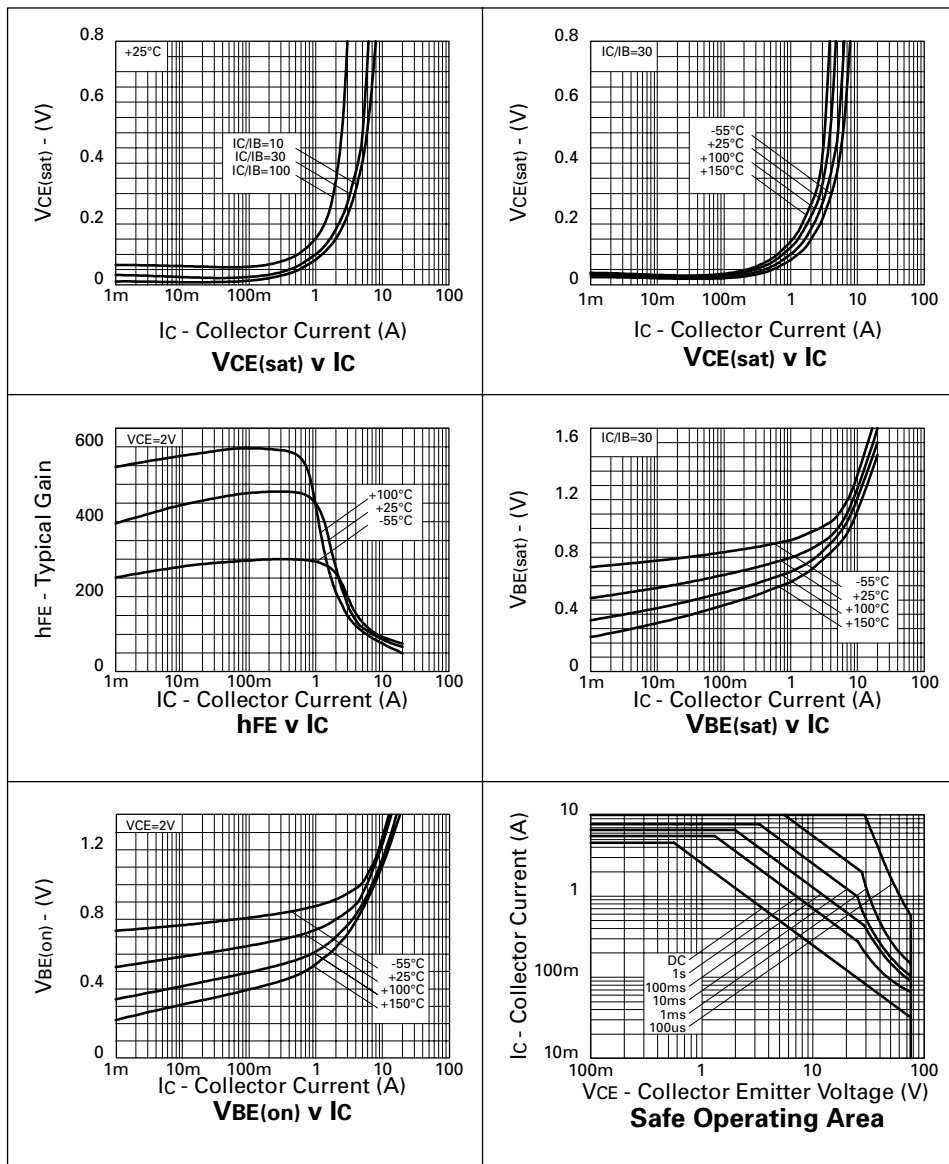 0.8
0.6
0.4
0.2
0
+25°C
IC/IB=10
IC/IB=30
IC/IB=100
VCE(sat) - (V)
1m 10m 100m 1 10 100
IC - Collector Current (A)
VCE(sat) v IC
0.8
0.6
0.4
0.2
0
IC/IB=30
-55°C
+25°C
+100°C
+150°C
VCE(sat) - (V)
1m 10m 100m 1 10 100
IC - Collector Current (A)
VCE(sat) v IC
600
400
200
0
VCE=2V
+100°C
+25°C
-55°C
hFE - Typical Gain
1m 10m 100m 1 10 100
IC - Collector Current (A)
hFE v IC
1.6
1.2
0.8
0.4
0
IC/IB=30
-55°C
+25°C
+100°C
+150°C
VBE(sat) - (V)
1m 10m 100m 1 10 100
IC - Collector Current (A)
VBE(sat) v IC
1.2
0.8
0.4
0
VCE=2V
-55°C
+25°C
+100°C
+150°C
VBE(on) - (V)
1m 10m 100m 1 10 100
IC - Collector Current (A)
VBE(on) v IC
10
1
100m
10m
DC
1s
100ms
10ms
1ms
100us
IC - Collector Current (A)
100m 1 10 100
VCE - Collector Emitter Voltage (V)
Safe Operating Area